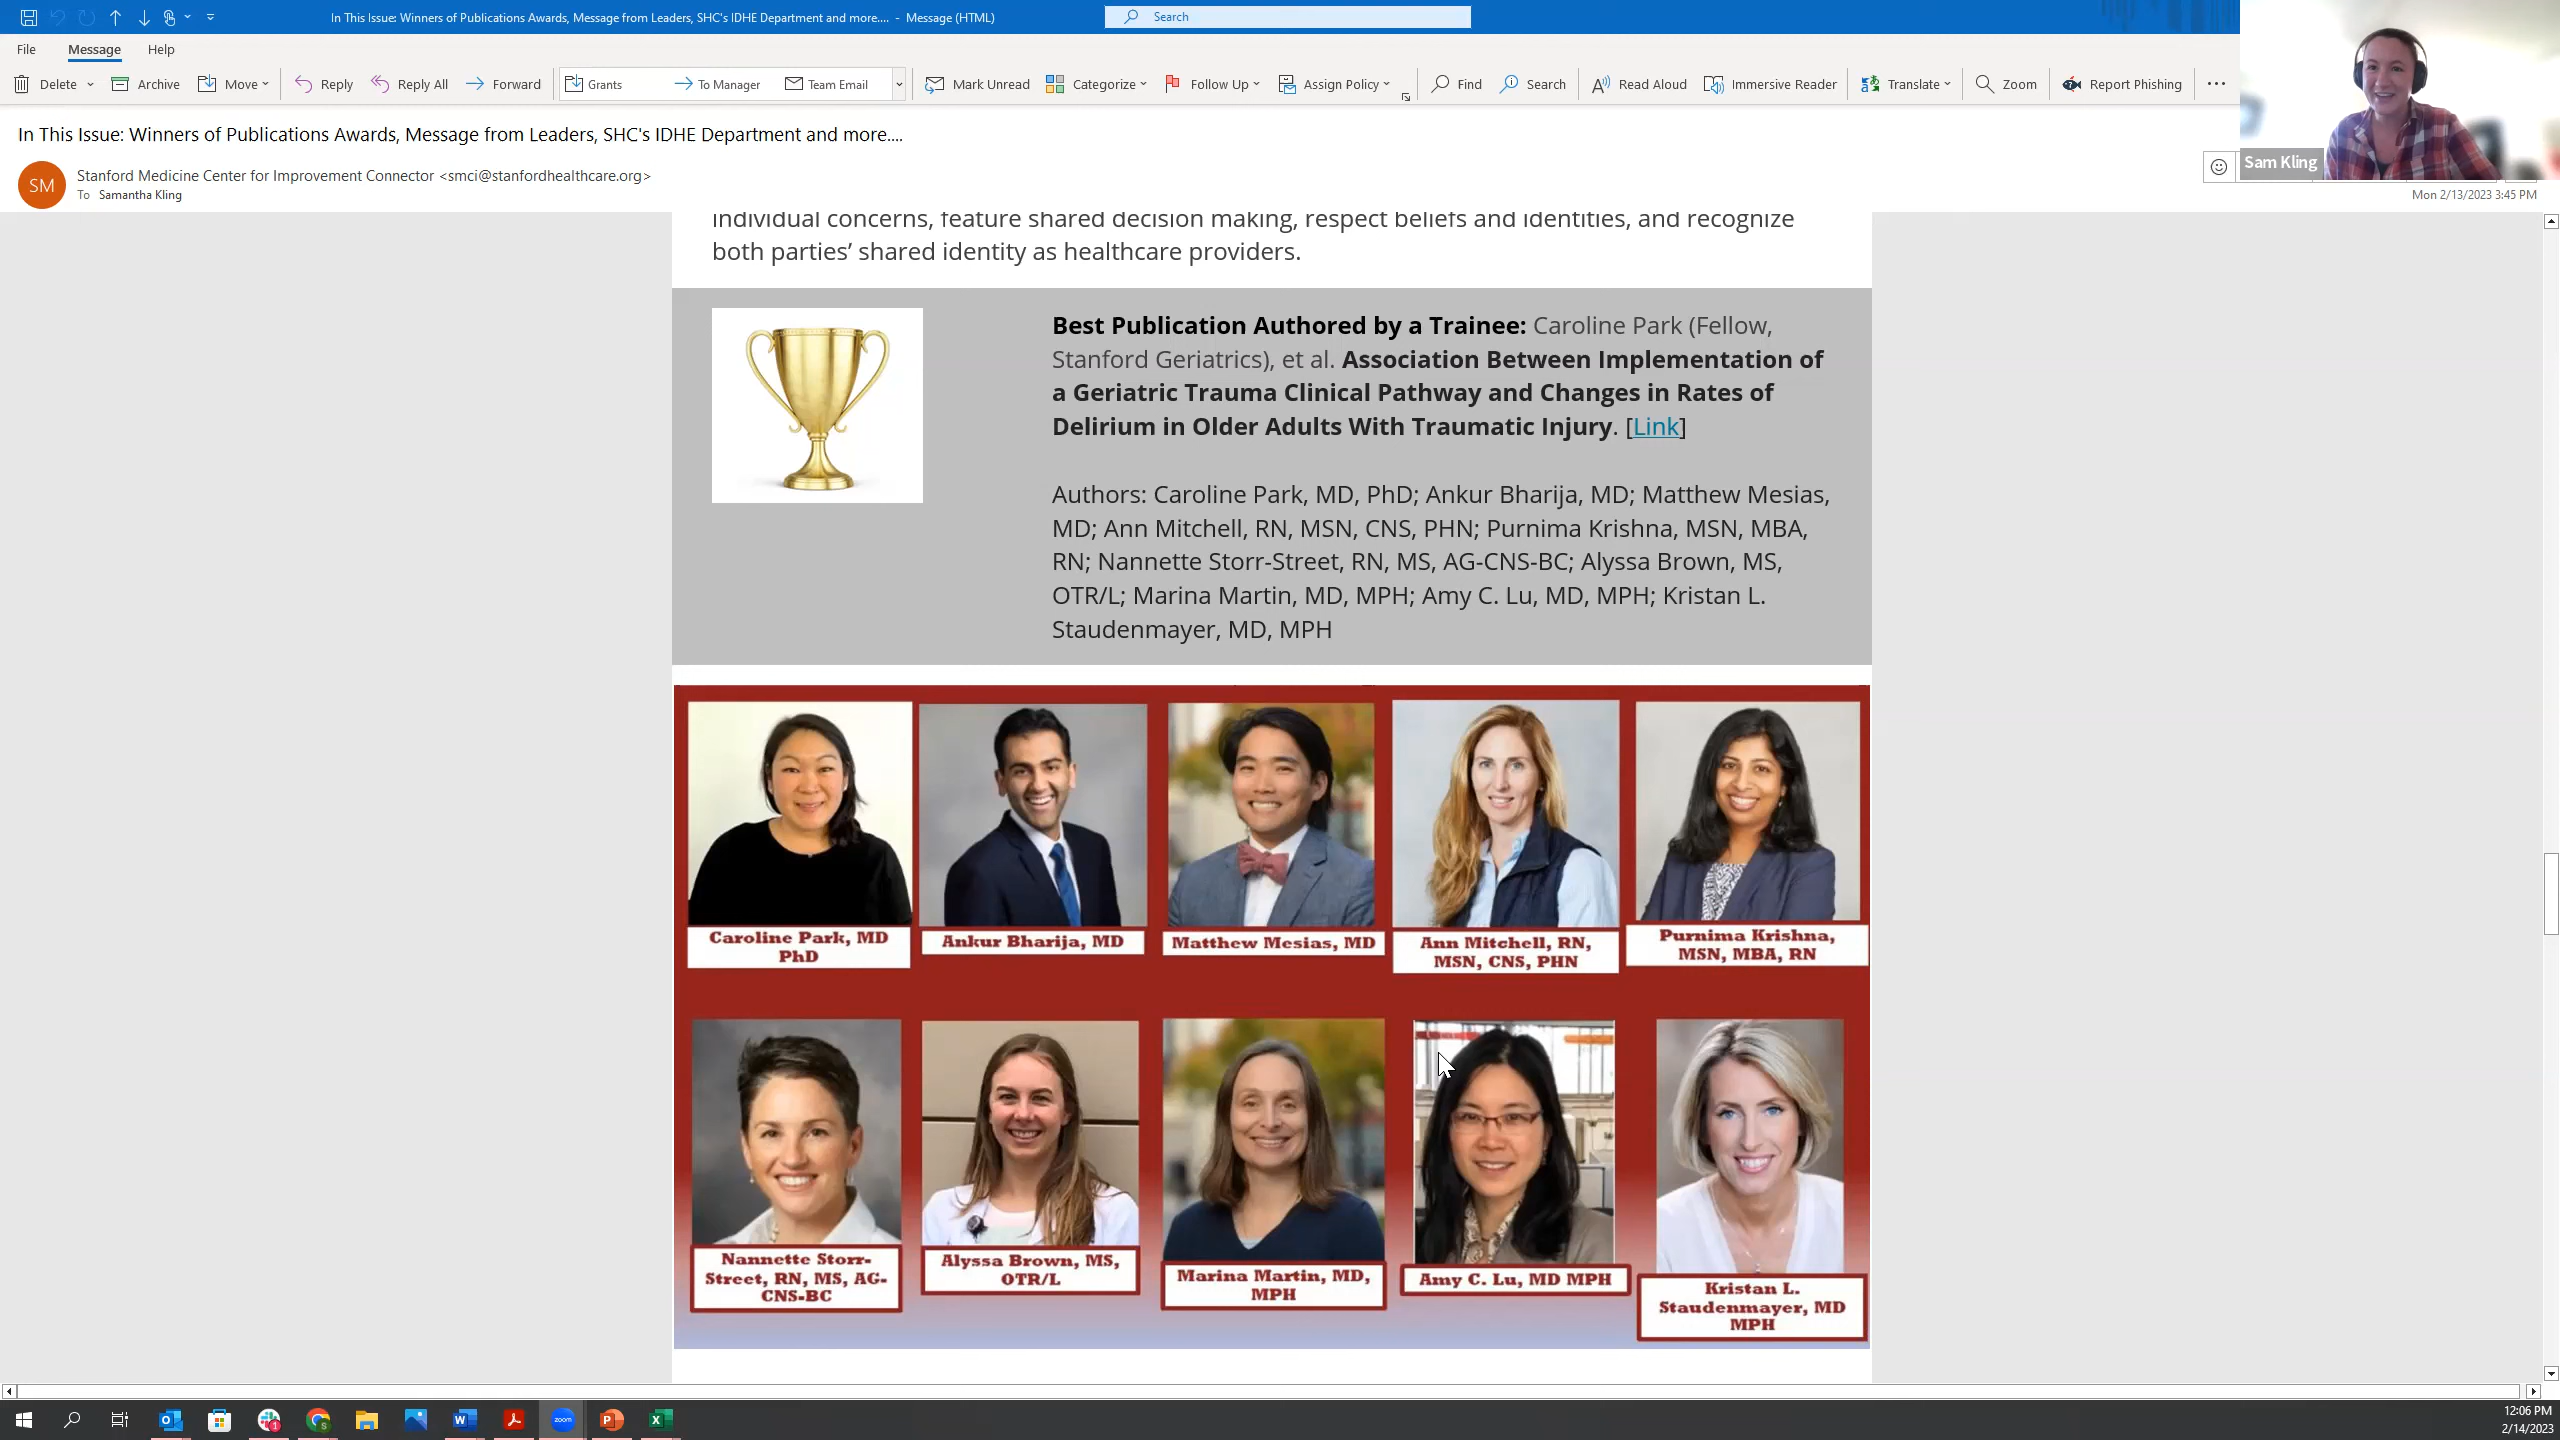 In This Issue: Winners of Publications Awards, Message from Leaders, SHC's IDHE Department and more.... - Message (HTML)
Search
File Message Help
Delete Archive Move Reply Reply All Forward Grants To Manager Team Email Mark Unread Categorize Follow Up Assign Policy Find Search Read Aloud Immersive Reader Translate Zoom Report Phishing
In This Issue: Winners of Publications Awards, Message from Leaders, SHC's IDHE Department and more....
SM
Stanford Medicine Center for Improvement Connector <smci@stanfordhealthcare.org>
To Samantha Kling
Sam Kling
Mon 2/13/2023 3:45 PM
individual concerns, feature shared decision making, respect beliefs and identities, and recognize
both parties’ shared identity as healthcare providers.
Best Publication Authored by a Trainee: Caroline Park (Fellow,
Stanford Geriatrics), et al. Association Between Implementation of
a Geriatric Trauma Clinical Pathway and Changes in Rates of
Delirium in Older Adults With Traumatic Injury. [Link]
Authors: Caroline Park, MD, PhD; Ankur Bharija, MD; Matthew Mesias,
MD; Ann Mitchell, RN, MSN, CNS, PHN; Purnima Krishna, MSN, MBA,
RN; Nannette Storr-Street, RN, MS, AG-CNS-BC; Alyssa Brown, MS,
OTR/L; Marina Martin, MD, MPH; Amy C. Lu, MD, MPH; Kristan L.
Staudenmayer, MD, MPH
Caroline Park, MD
PhD
Ankur Bharija, MD
Matthew Mesias, MD
Ann Mitchell, RN,
MSN, CNS, PHN
Purnima Krishna,
MSN, MBA, RN
Nannette Storr-
Street, RN, MS, AG-
CNS-BC
Alyssa Brown, MS,
OTR/L
Marina Martin, MD,
MPH
Amy C. Lu, MD MPH
Kristan L.
Staudenmayer, MD
MPH
zoom
12:06 PM
2/14/2023